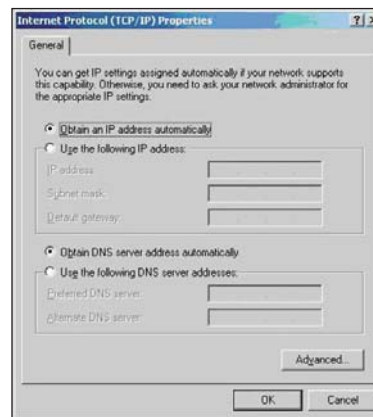 Internet Protocol (TCP/IP) Properties
General
You can get IP settings assigned automatically if your network supports
this capability. Otherwise, you need to ask your network administrator for
the appropriate IP settings.
Obtain an IP address automatically
Use the following IP address:
IP address:
Subnet mask:
Default gateway:
Obtain DNS server address automatically
Use the following DNS server addresses:
Preferred DNS server:
Alternate DNS server:
Advanced...
OK Cancel